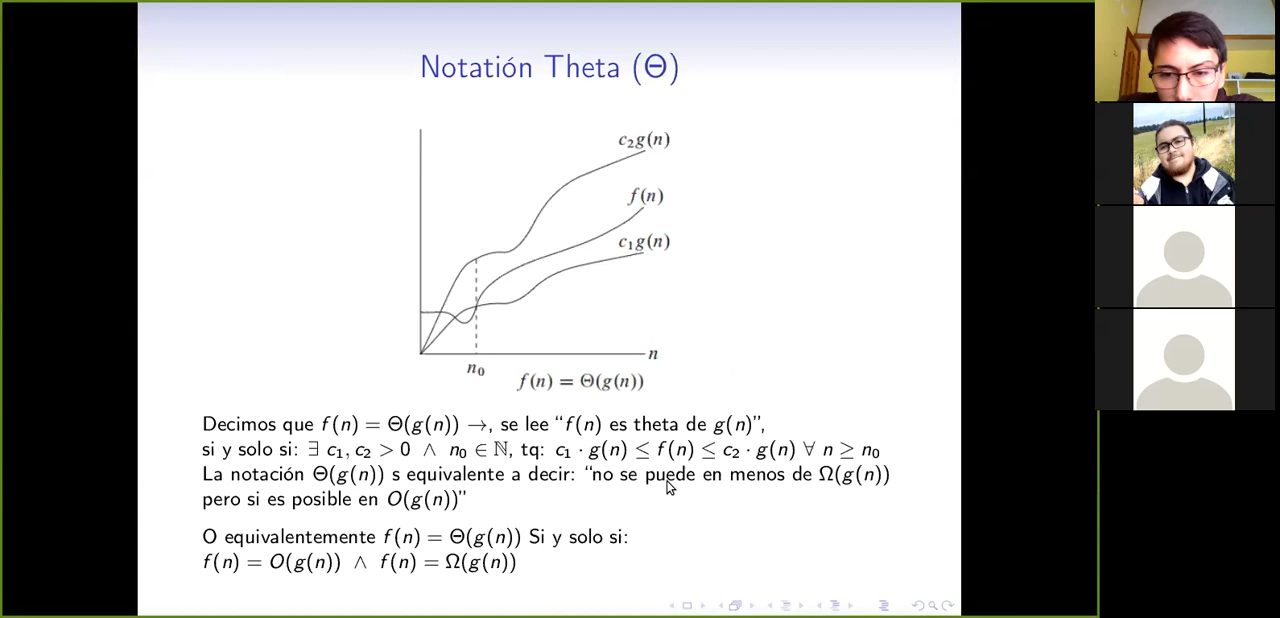 Notatión Theta (Θ)
c₂g(n)
f(n)
c₁g(n)
n
n₀
f(n) = Θ(g(n))
Decimos que f(n) = Θ(g(n)) →, se lee “f(n) es theta de g(n)”,
si y solo si: ∃ c₁, c₂ > 0 ∧ n₀ ∈ ℕ, tq: c₁ · g(n) ≤ f(n) ≤ c₂ · g(n) ∀ n ≥ n₀
La notación Θ(g(n)) s equivalente a decir: “no se puede en menos de Ω(g(n))
pero si es posible en O(g(n))”
O equivalentemente f(n) = Θ(g(n)) Si y solo si:
f(n) = O(g(n)) ∧ f(n) = Ω(g(n))